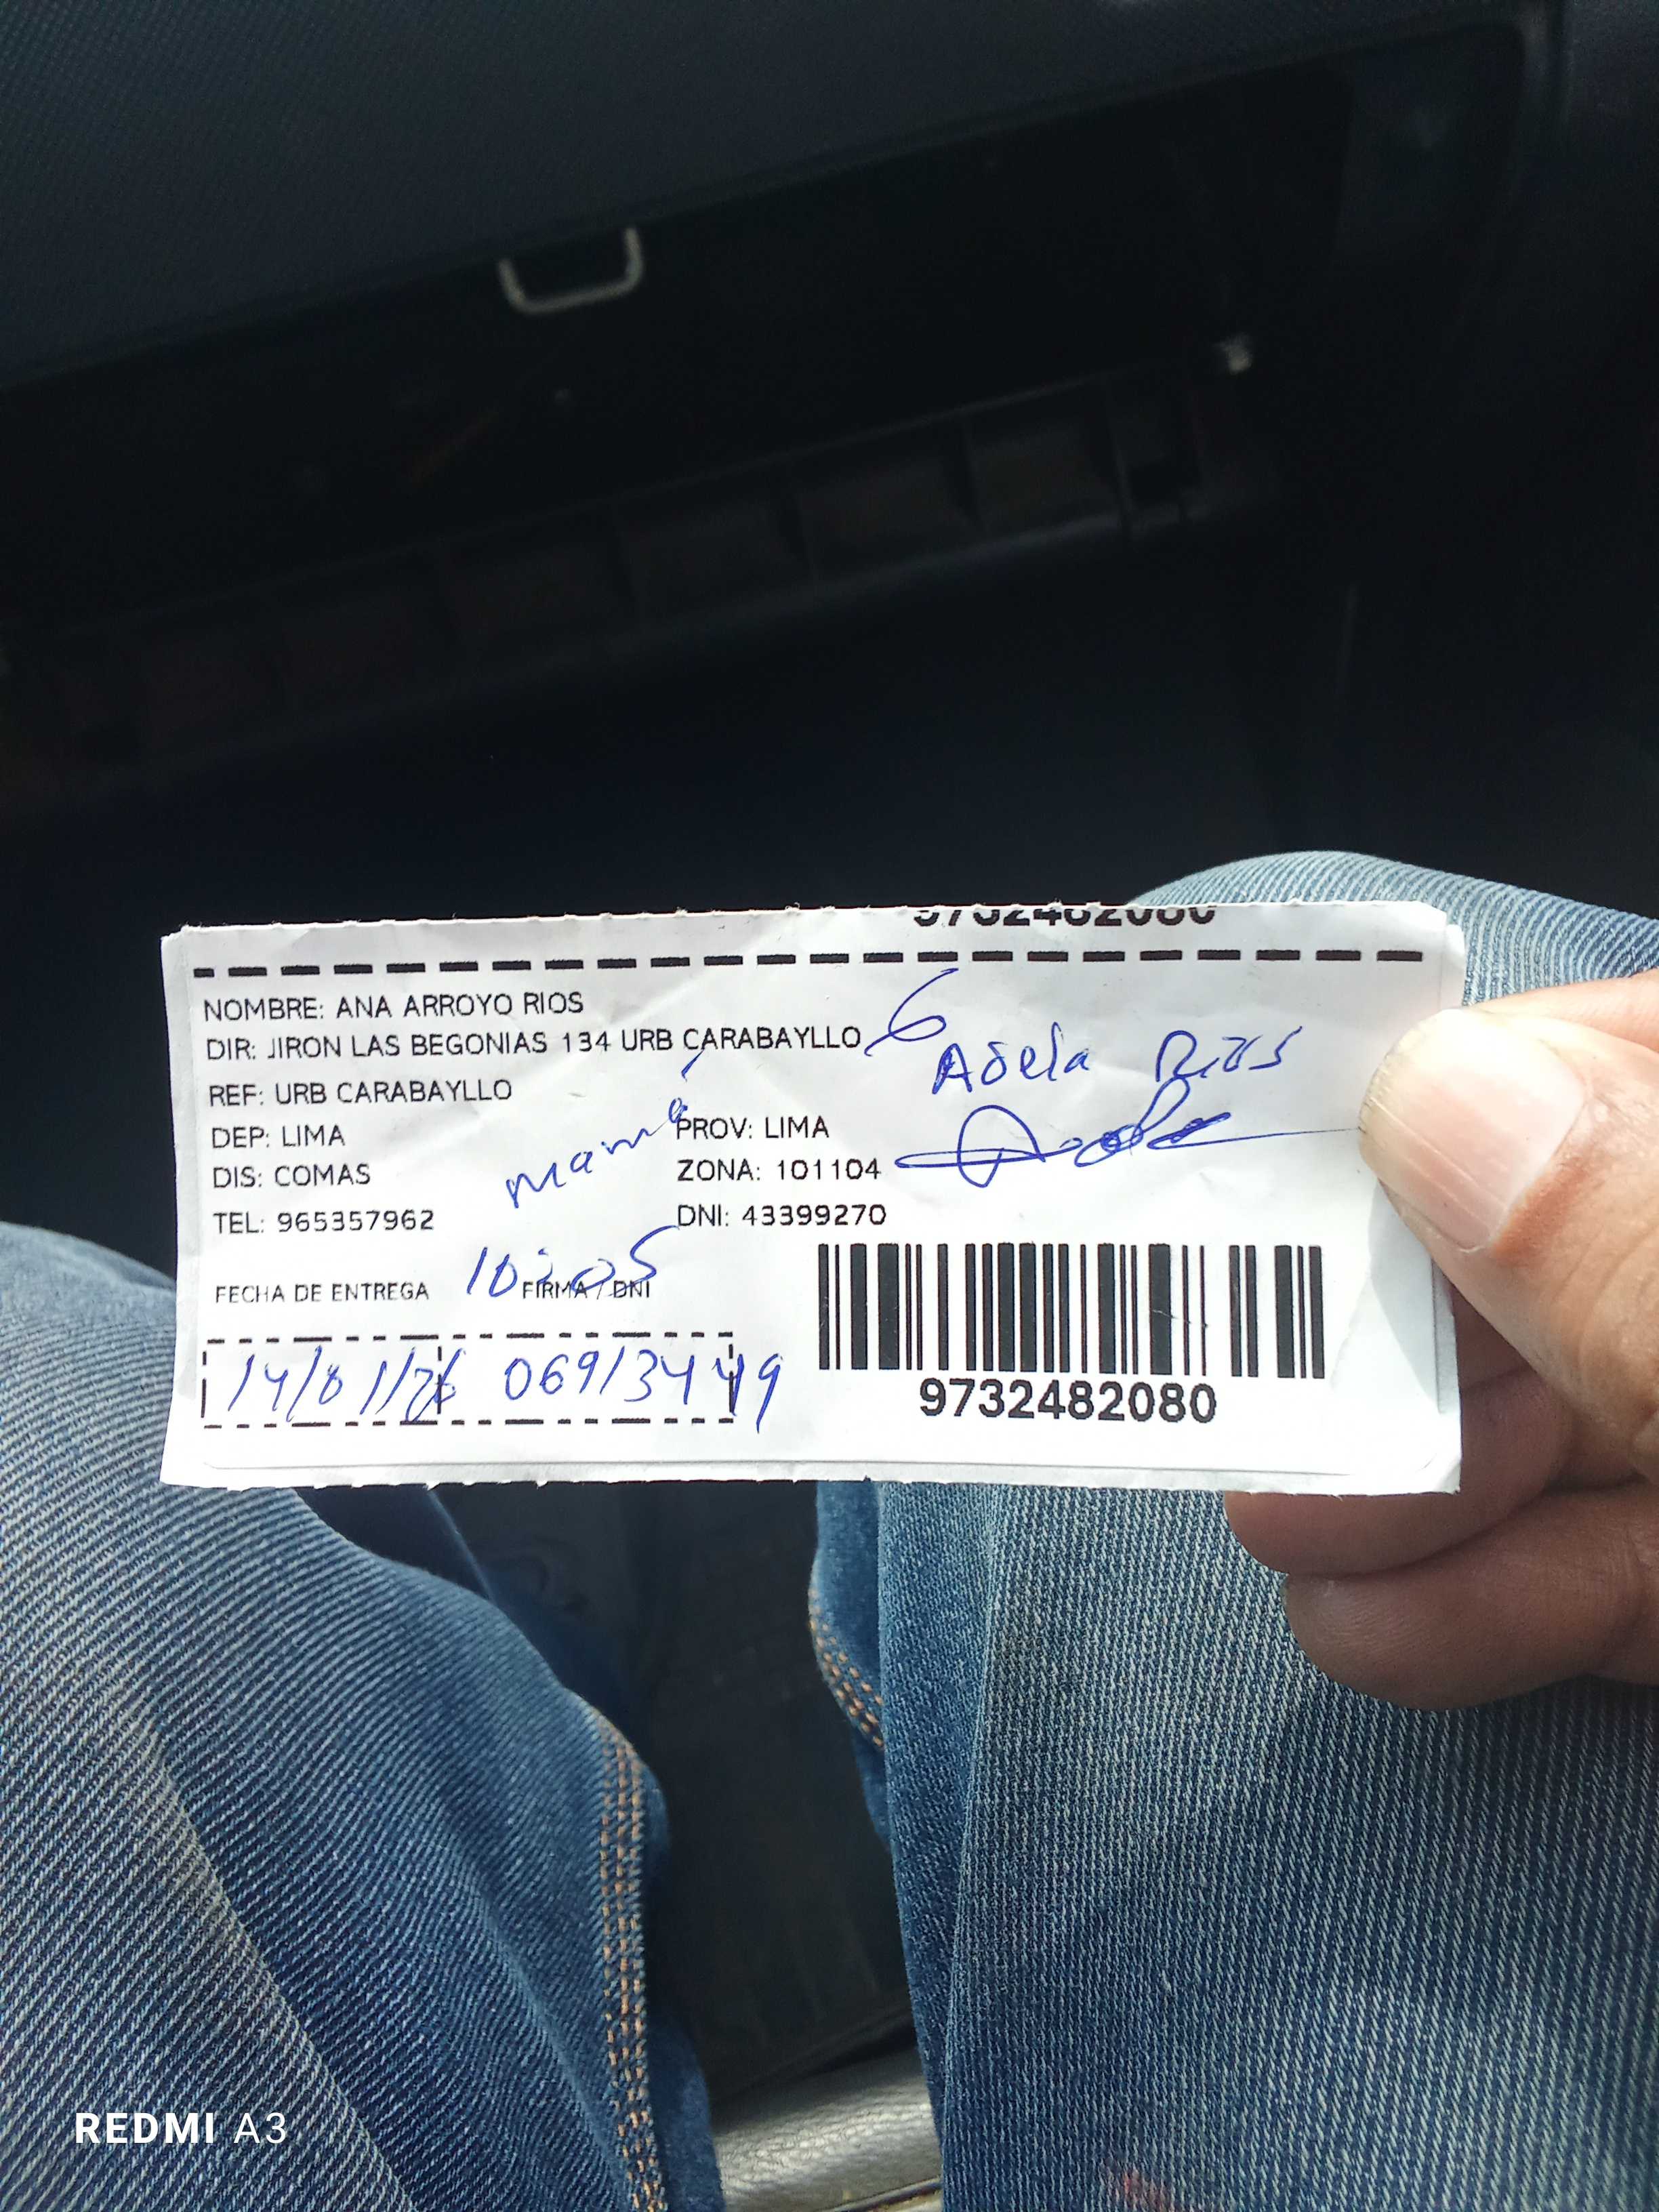 9732482080
NOMBRE: ANA ARROYO RIOS
DIR: JIRON LAS BEGONIAS 134 URB CARABAYLLO 6
Adela Rios
REF: URB CARABAYLLO
mamá
DEP: LIMA PROV: LIMA
DIS: COMAS ZONA: 101104
TEL: 965357962 DNI: 43399270
10:05
FECHA DE ENTREGA FIRMA / DNI
14/01/26 06913449
9732482080
REDMI A3